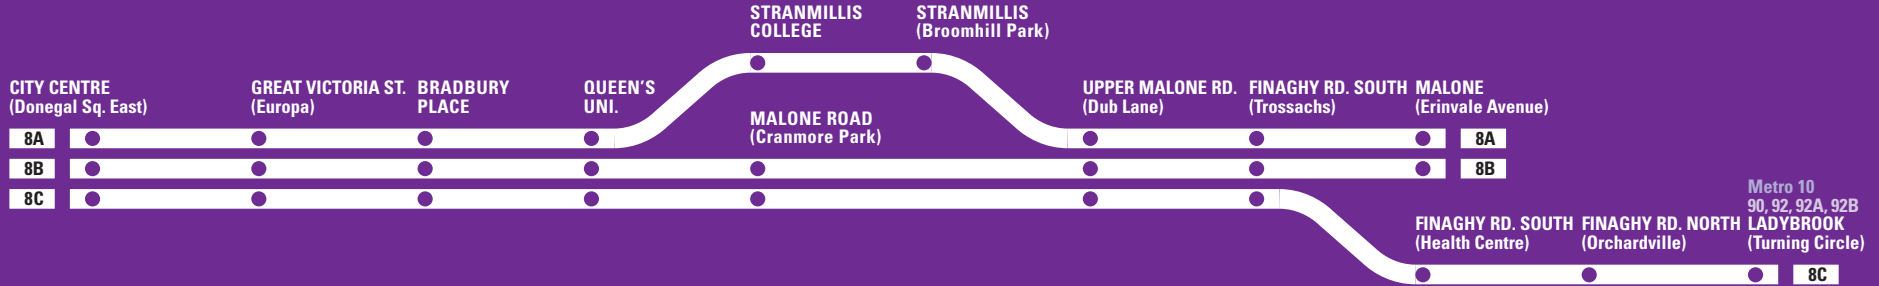 STRANMILLIS
COLLEGE
STRANMILLIS
(Broomhill Park)
CITY CENTRE
(Donegal Sq. East)
GREAT VICTORIA ST.
(Europa)
BRADBURY
PLACE
QUEEN'S
UNI.
MALONE ROAD
(Cranmore Park)
UPPER MALONE RD.
(Dub Lane)
FINAGHY RD. SOUTH
(Trossachs)
MALONE
(Erinvale Avenue)
8A
8A
8B
8B
8C
Metro 10
90, 92, 92A, 92B
FINAGHY RD. SOUTH
(Health Centre)
FINAGHY RD. NORTH
(Orchardville)
LADYBROOK
(Turning Circle)
8C